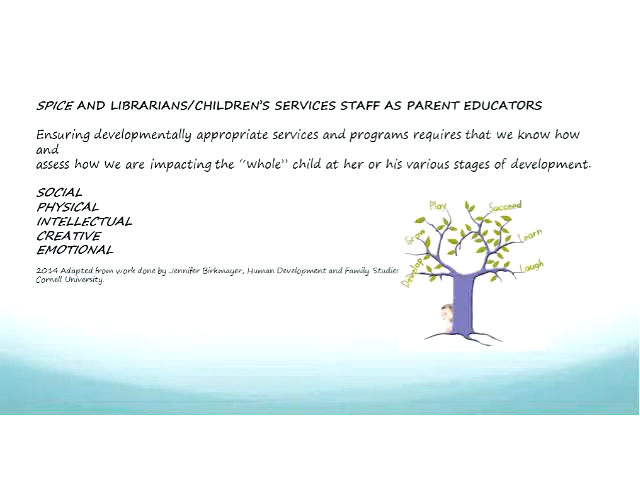 SPICE AND LIBRARIANS/CHILDREN'S SERVICES STAFF AS PARENT EDUCATORS
Ensuring developmentally appropriate services and programs requires that we know how
and
assess how we are impacting the "whole" child at her or his various stages of development.
SOCIAL
PHYSICAL
INTELLECTUAL
CREATIVE
EMOTIONAL
2014 Adapted from work done by Jennifer Birkmayer, Human Development and Family Studies
Cornell University.
Play
Succeed
Grow
Learn
Develop
Laugh